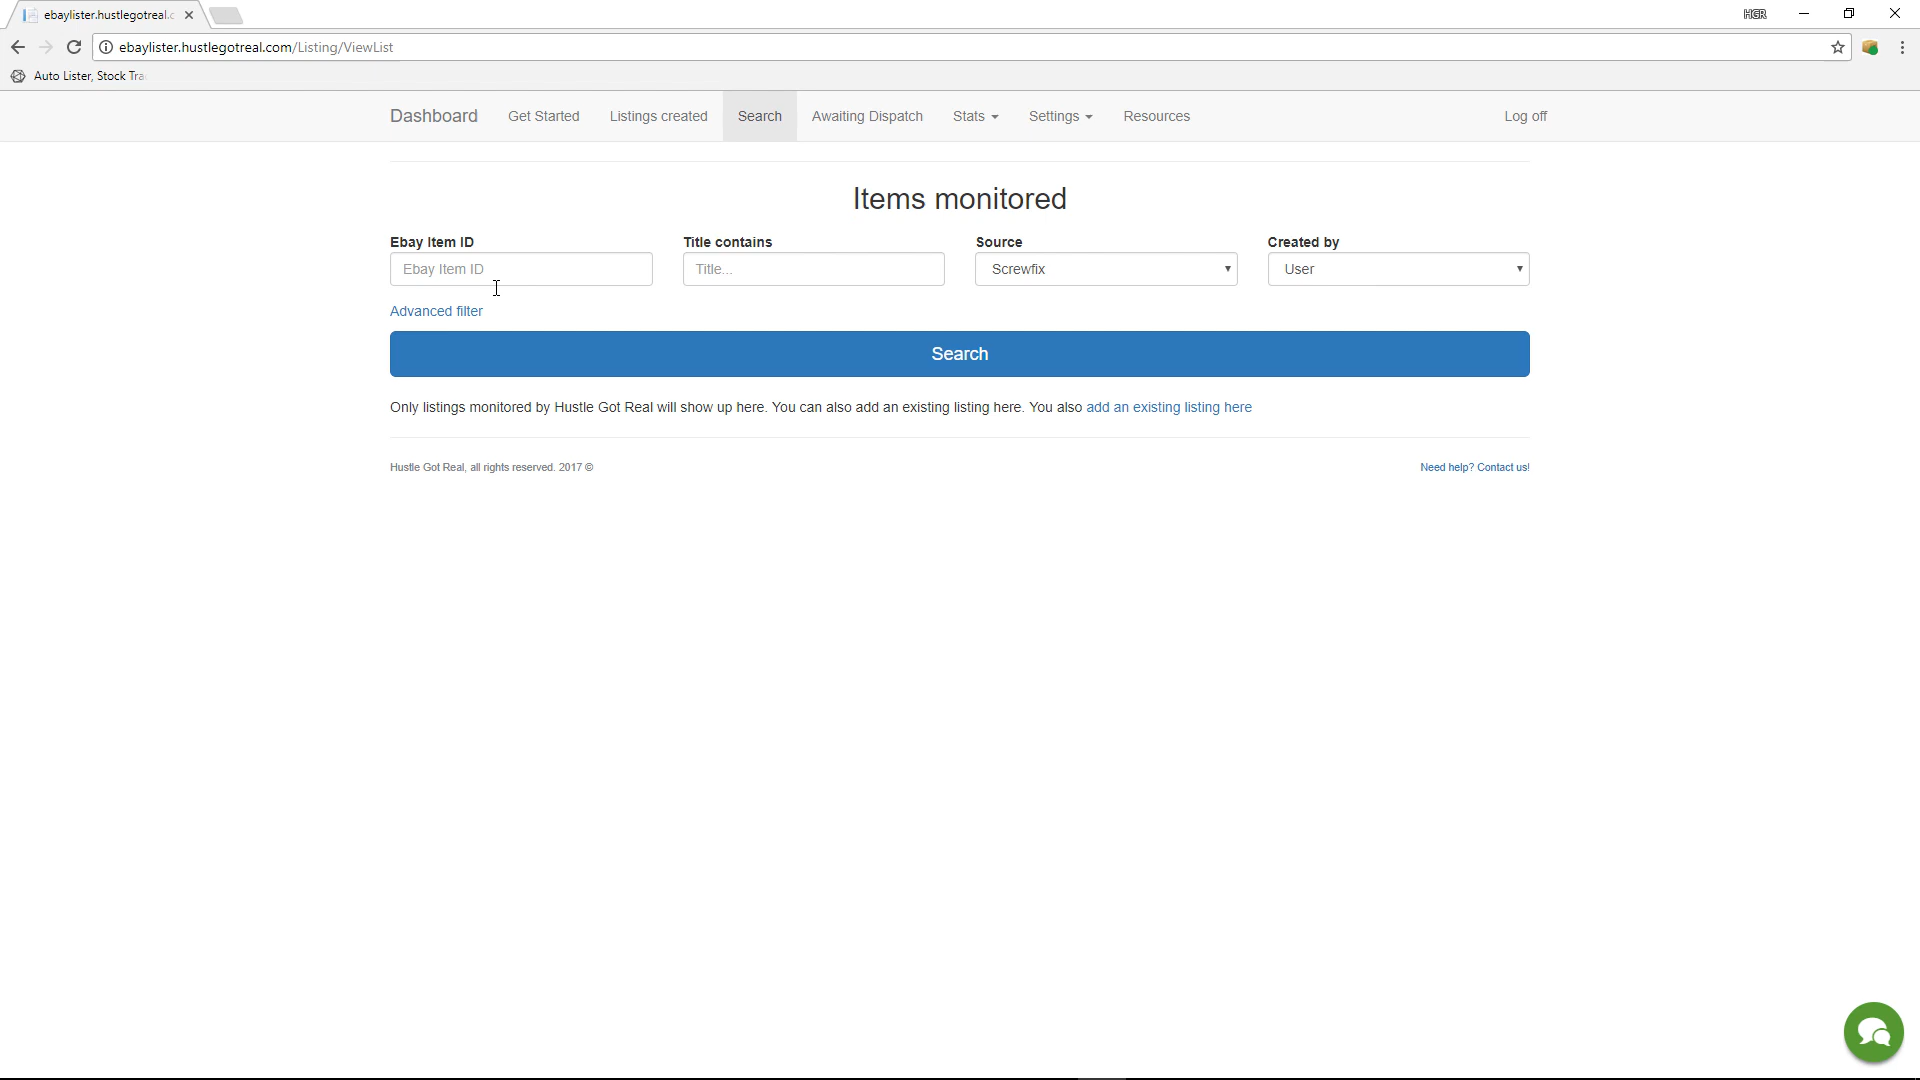 ebaylister.hustlegotreal.c
HGR
ebaylister.hustlegotreal.com/Listing/ViewList
Auto Lister, Stock Tra
Dashboard Get Started Listings created Search Awaiting Dispatch Stats Settings Resources Log off
Items monitored
Ebay Item ID Title contains Source Created by
Ebay Item ID Title... Screwfix User
Advanced filter
Search
Only listings monitored by Hustle Got Real will show up here. You can also add an existing listing here. You also add an existing listing here
Hustle Got Real, all rights reserved. 2017 © Need help? Contact us!